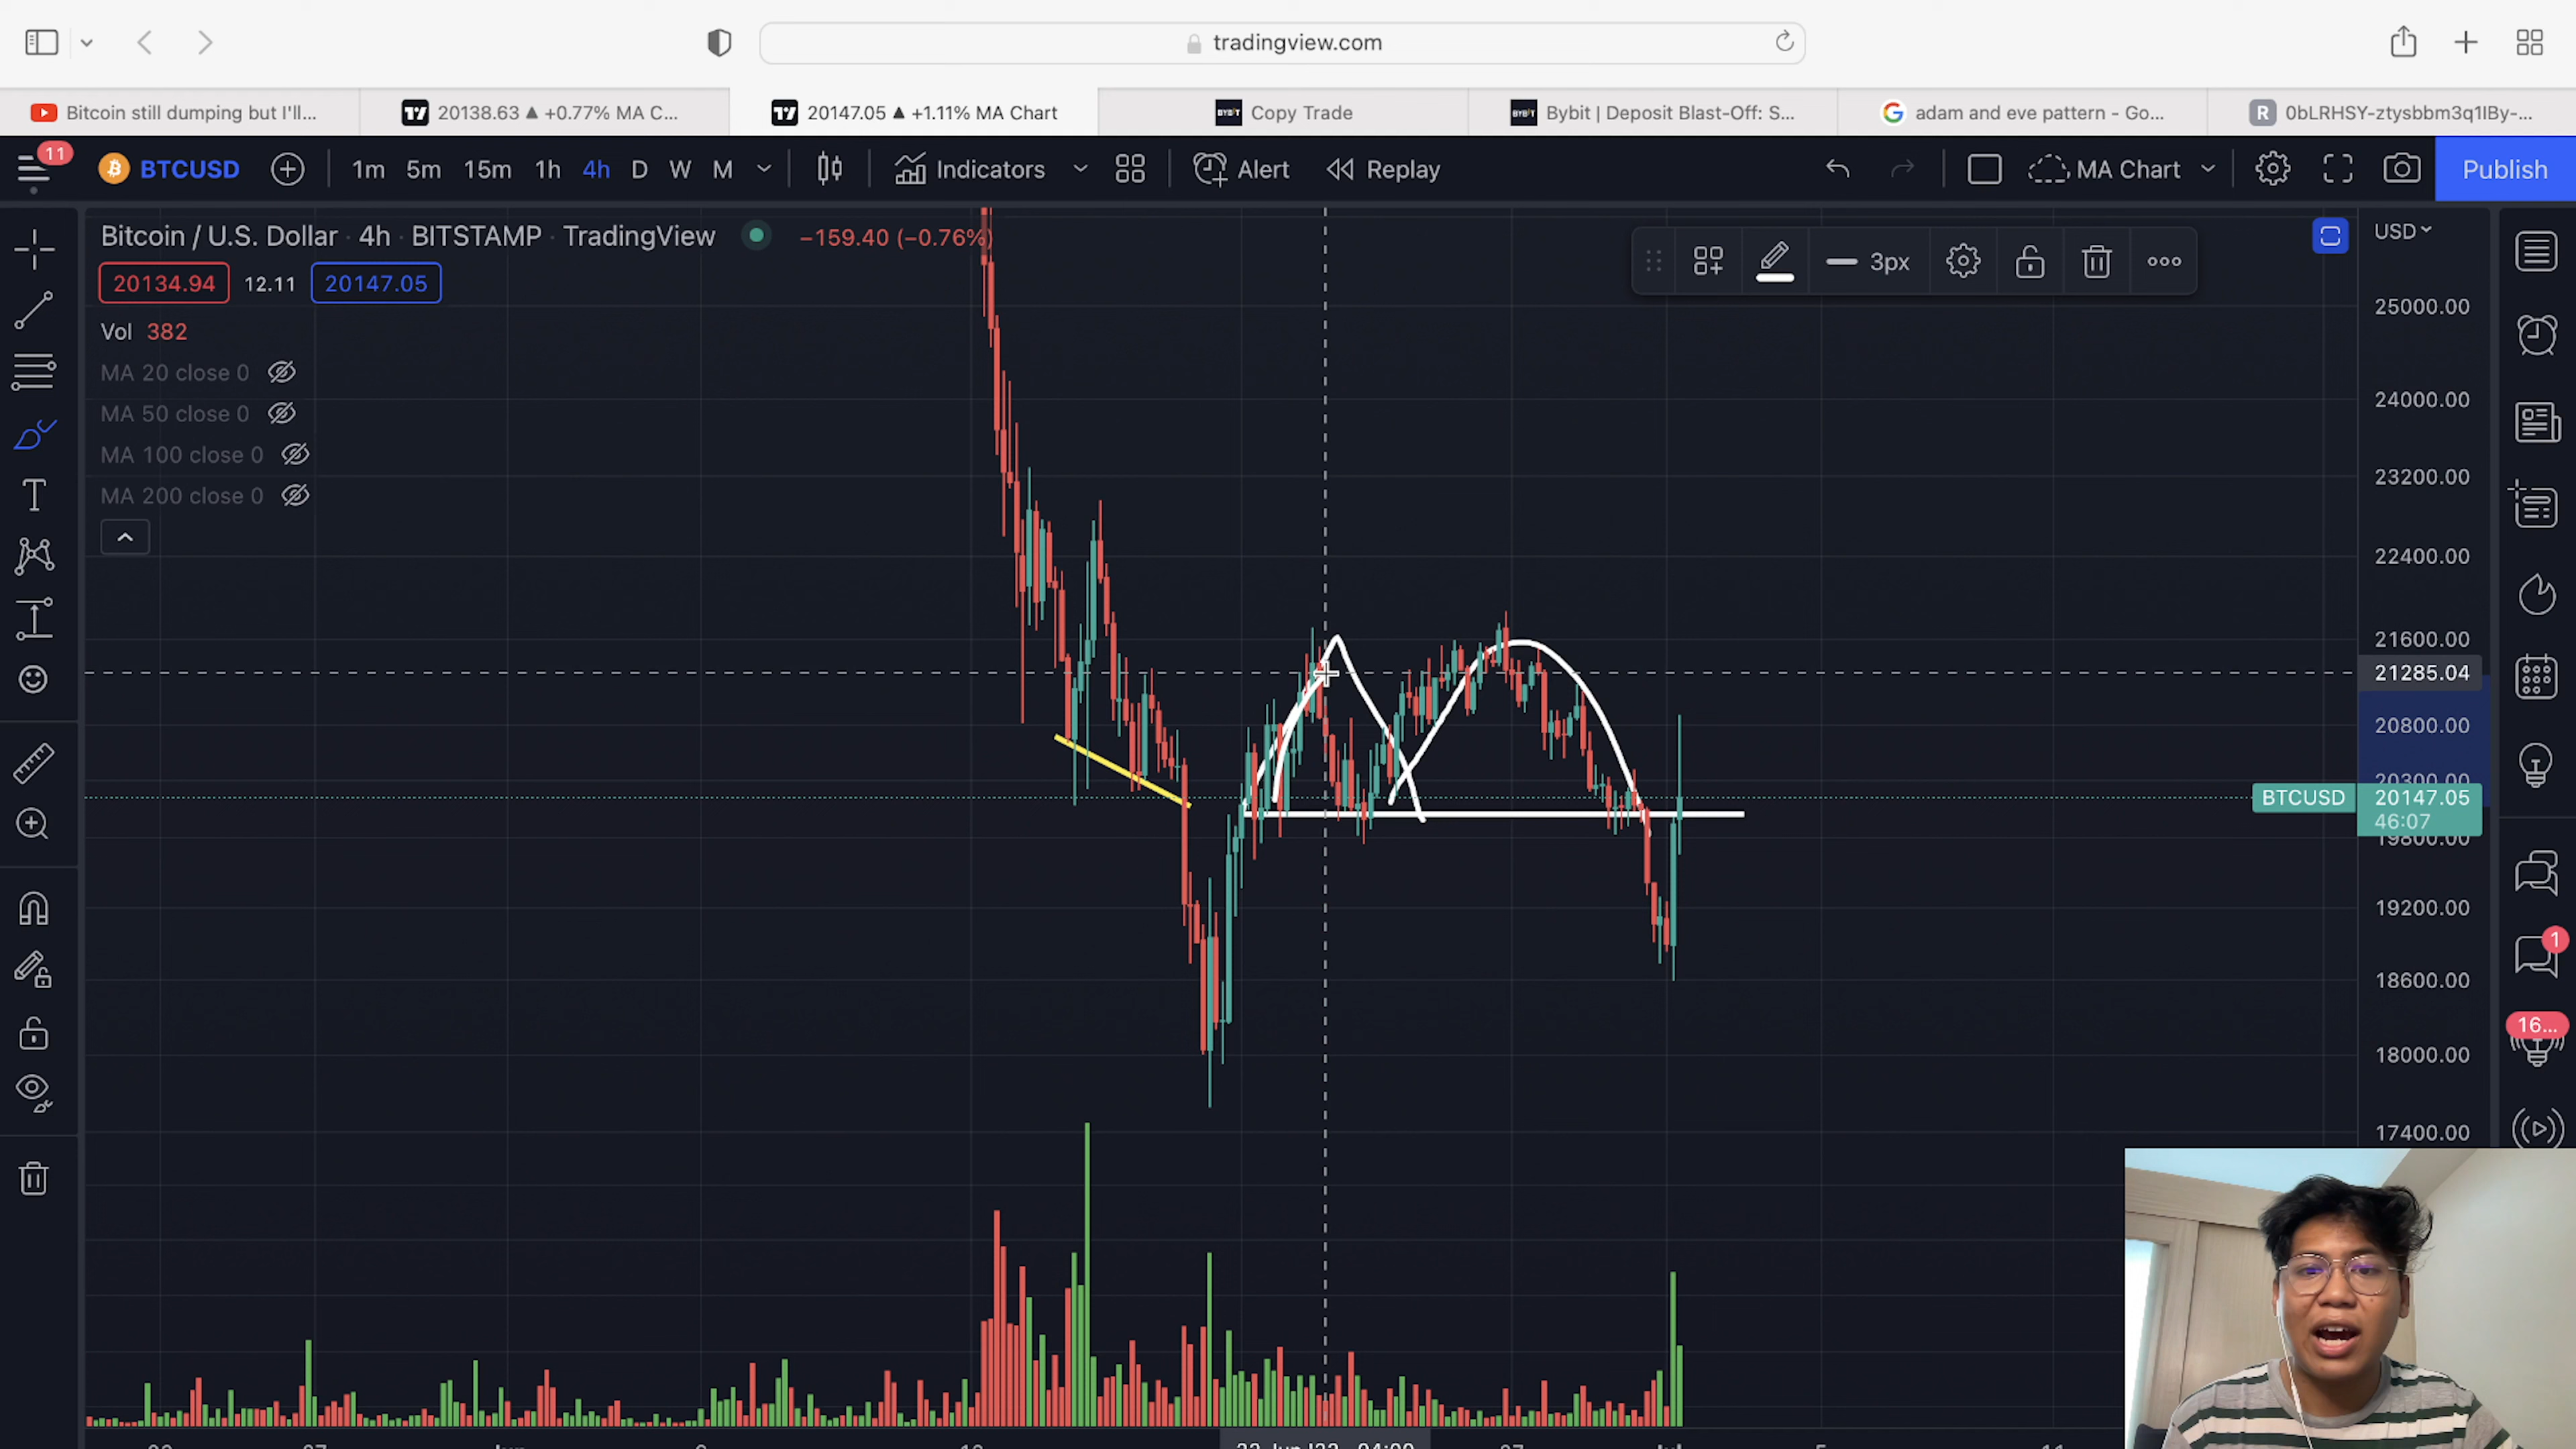 tradingview.com
Bitcoin still dumping but I'll...
20138.63 ▲ +0.77% MA C...
20147.05 ▲ +1.11% MA Chart
Copy Trade
Bybit | Deposit Blast-Off: S...
adam and eve pattern - Go...
0bLRHSY-ztysbbm3q1IBy-...
11
BTCUSD
1m 5m 15m 1h 4h D W M
Indicators
Alert
Replay
MA Chart
Publish
Bitcoin / U.S. Dollar · 4h · BITSTAMP · TradingView
−159.40 (−0.76%)
20134.94 12.11 20147.05
Vol 382
MA 20 close 0
MA 50 close 0
MA 100 close 0
MA 200 close 0
3px
USD
25000.00
24000.00
23200.00
22400.00
21600.00
21285.04
20800.00
20300.00
BTCUSD 20147.05
46:07
19800.00
19200.00
18600.00
18000.00
17400.00
1
16...